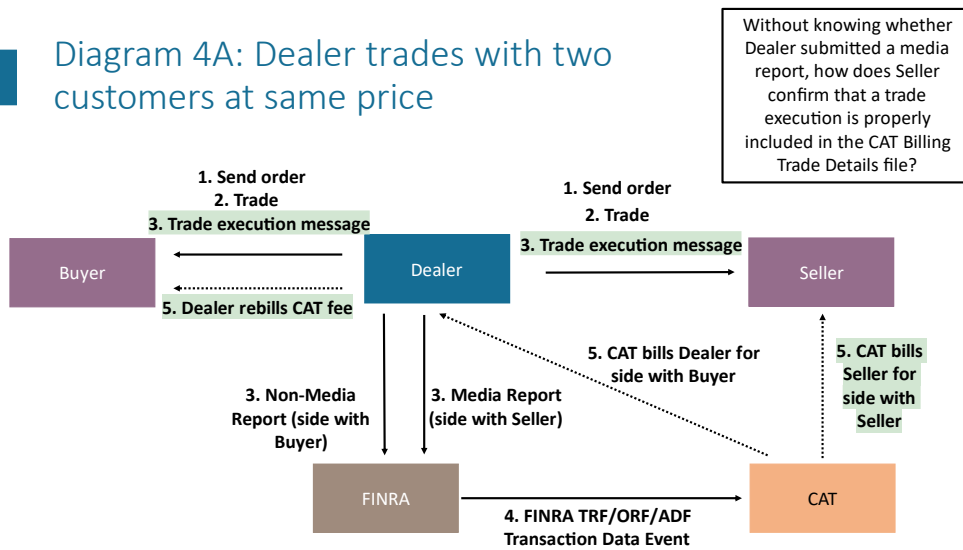 Diagram 4A: Dealer trades with two
customers at same price
Without knowing whether
Dealer submitted a media
report, how does Seller
confirm that a trade
execution is properly
included in the CAT Billing
Trade Details file?
1. Send order
2. Trade
3. Trade execution message
1. Send order
2. Trade
3. Trade execution message
Buyer
Dealer
Seller
5. Dealer rebills CAT fee
5. CAT bills Dealer for
side with Buyer
5. CAT bills
Seller for
side with
Seller
3. Non-Media
Report (side with
Buyer)
3. Media Report
(side with Seller)
FINRA
CAT
4. FINRA TRF/ORF/ADF
Transaction Data Event